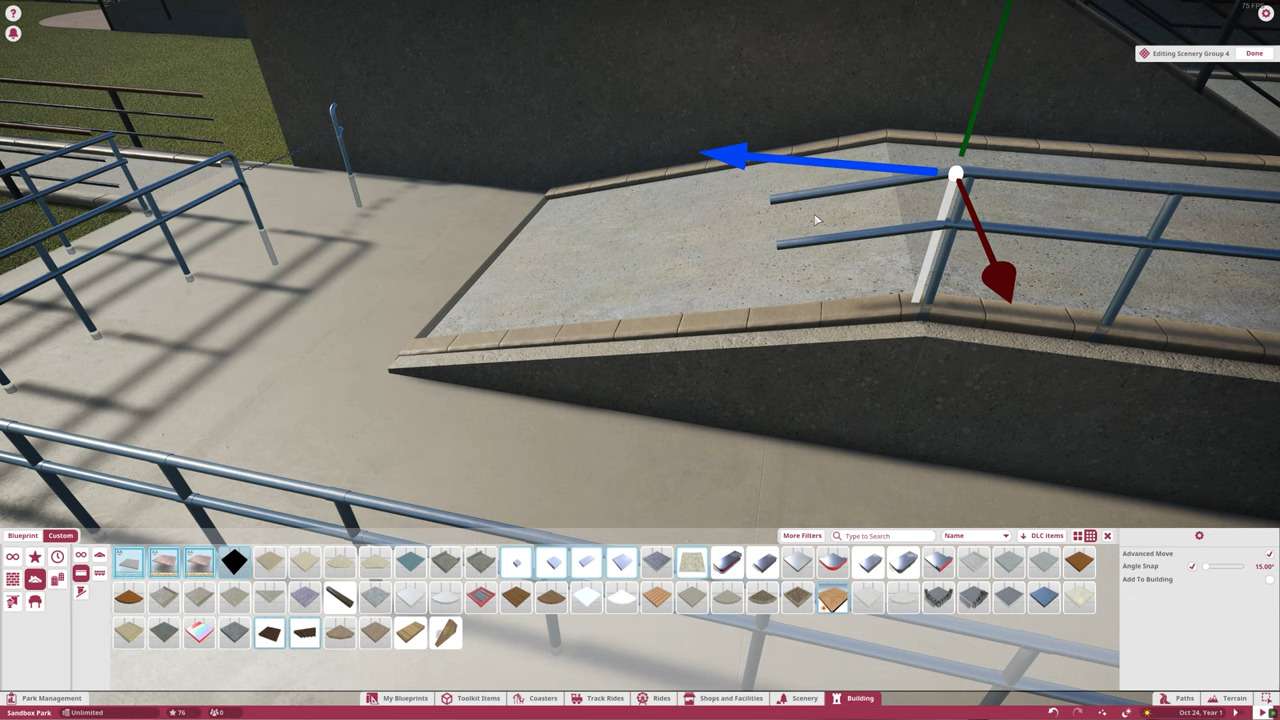 75 FPS
?
Editing Scenery Group 4 Done
Blueprint Custom More Filters Type to Search Name DLC items
Advanced Move
Angle Snap 15.00°
Add To Building
Park Management My Blueprints Toolkit Items Coasters Track Rides Rides Shops and Facilities Scenery Building Paths Terrain
Sandbox Park Unlimited 76 0 Oct 24, Year 1